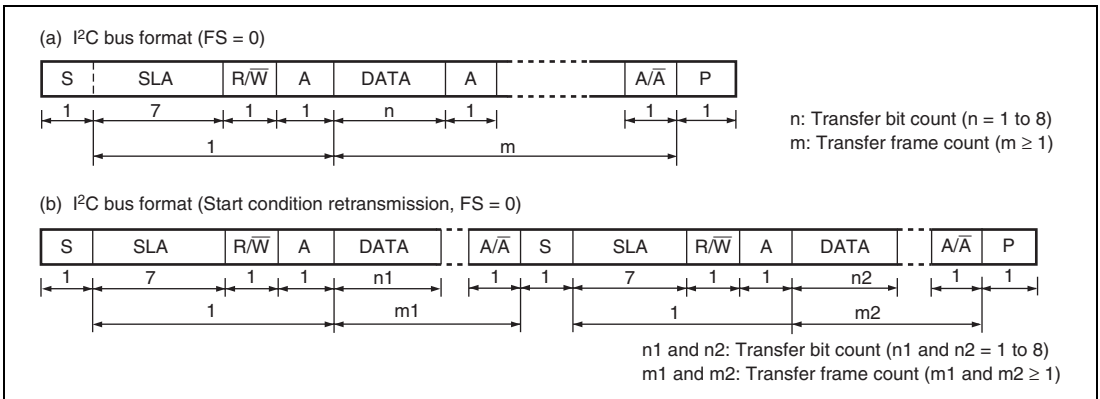 (a) I²C bus format (FS = 0)
S SLA R/W̅ A DATA A A/A̅ P
1 7 1 1 n 1 1 1
1 m
n: Transfer bit count (n = 1 to 8)
m: Transfer frame count (m ≥ 1)
(b) I²C bus format (Start condition retransmission, FS = 0)
S SLA R/W̅ A DATA A/A̅ S SLA R/W̅ A DATA A/A̅ P
1 7 1 1 n1 1 1 7 1 1 n2 1 1
1 m1 1 m2
n1 and n2: Transfer bit count (n1 and n2 = 1 to 8)
m1 and m2: Transfer frame count (m1 and m2 ≥ 1)